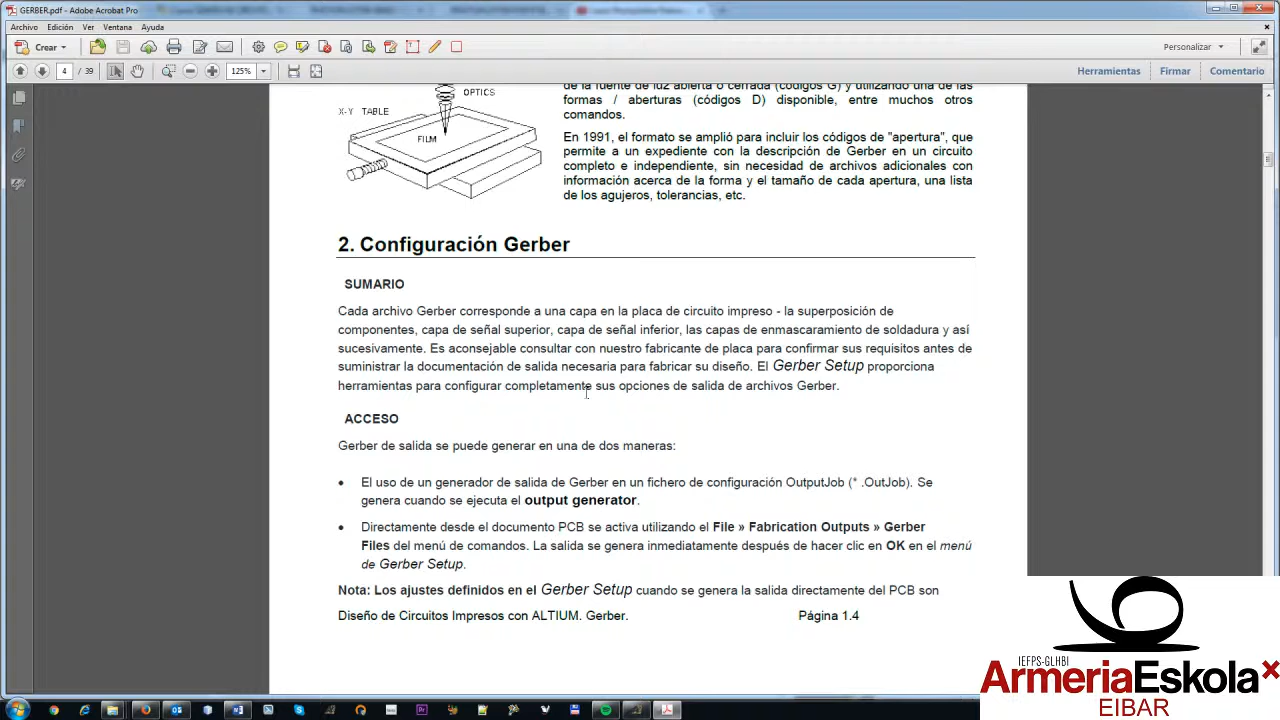 GERBER.pdf - Adobe Acrobat Pro
Archivo Edición Ver Ventana Ayuda
Crear
Personalizar
4 / 39
125%
Herramientas Firmar Comentario
OPTICS
X-Y TABLE
FILM
de la fuente de luz abierta o cerrada (códigos G) y utilizando una de las
formas / aberturas (códigos D) disponible, entre muchos otros
comandos.
En 1991, el formato se amplió para incluir los códigos de "apertura", que
permite a un expediente con la descripción de Gerber en un circuito
completo e independiente, sin necesidad de archivos adicionales con
información acerca de la forma y el tamaño de cada apertura, una lista
de los agujeros, tolerancias, etc.
2. Configuración Gerber
SUMARIO
Cada archivo Gerber corresponde a una capa en la placa de circuito impreso - la superposición de
componentes, capa de señal superior, capa de señal inferior, las capas de enmascaramiento de soldadura y así
sucesivamente. Es aconsejable consultar con nuestro fabricante de placa para confirmar sus requisitos antes de
suministrar la documentación de salida necesaria para fabricar su diseño. El Gerber Setup proporciona
herramientas para configurar completamente sus opciones de salida de archivos Gerber.
ACCESO
Gerber de salida se puede generar en una de dos maneras:
• El uso de un generador de salida de Gerber en un fichero de configuración OutputJob (* .OutJob). Se
genera cuando se ejecuta el output generator.
• Directamente desde el documento PCB se activa utilizando el File » Fabrication Outputs » Gerber
Files del menú de comandos. La salida se genera inmediatamente después de hacer clic en OK en el menú
de Gerber Setup.
Nota: Los ajustes definidos en el Gerber Setup cuando se genera la salida directamente del PCB son
Diseño de Circuitos Impresos con ALTIUM. Gerber. Página 1.4
IEFPS-GLHBI
ArmeriaEskola
EIBAR